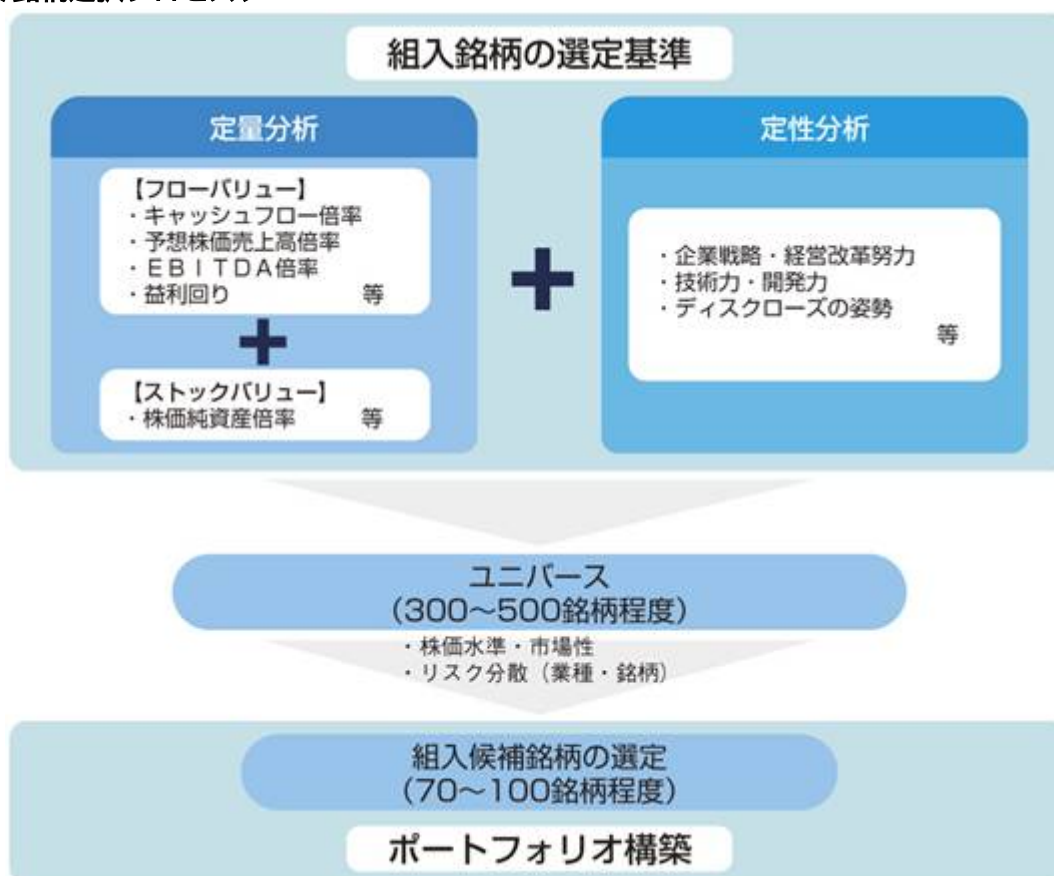 組入銘柄の選定基準
定量分析
【フローバリュー】
・キャッシュフロー倍率
・予想株価売上高倍率
・ＥＢＩＴＤＡ倍率
・益利回り 等
+
【ストックバリュー】
・株価純資産倍率 等
+
定性分析
・企業戦略・経営改革努力
・技術力・開発力
・ディスクローズの姿勢
等
ユニバース
（300～500銘柄程度）
・株価水準・市場性
・リスク分散（業種・銘柄）
組入候補銘柄の選定
（70～100銘柄程度）
ポートフォリオ構築